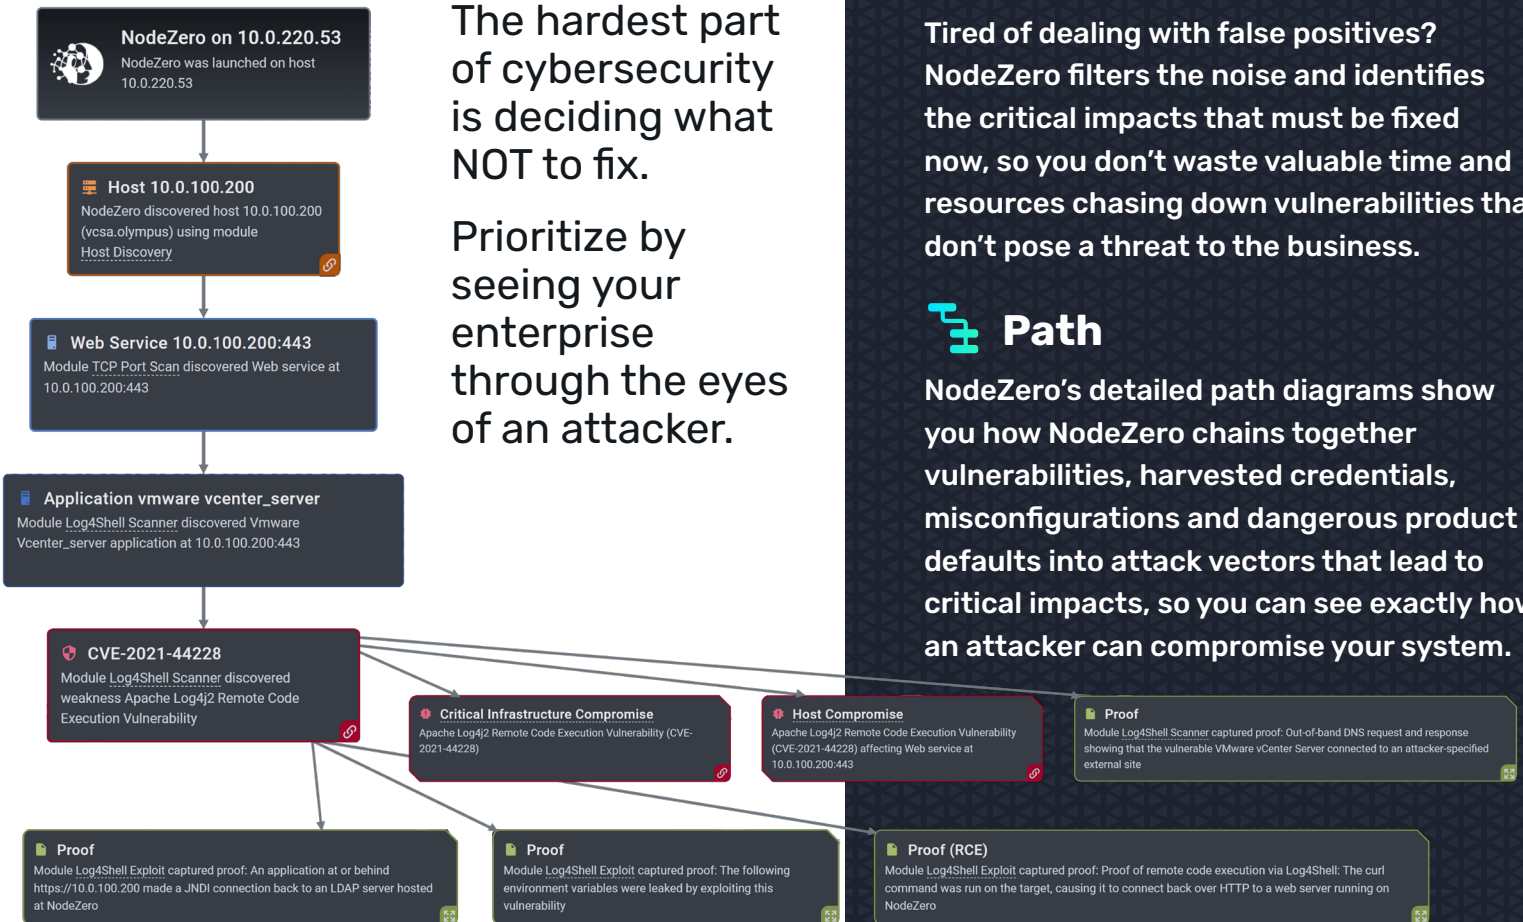 NodeZero on 10.0.220.53
NodeZero was launched on host
10.0.220.53
Host 10.0.100.200
NodeZero discovered host 10.0.100.200
(vcsa.olympus) using module
Host Discovery
Web Service 10.0.100.200:443
Module TCP Port Scan discovered Web service at
10.0.100.200:443
Application vmware vcenter_server
Module Log4Shell Scanner discovered Vmware
Vcenter_server application at 10.0.100.200:443
CVE-2021-44228
Module Log4Shell Scanner discovered
weakness Apache Log4j2 Remote Code
Execution Vulnerability
The hardest part
of cybersecurity
is deciding what
NOT to fix.
Prioritize by
seeing your
enterprise
through the eyes
of an attacker.
Tired of dealing with false positives?
NodeZero filters the noise and identifies
the critical impacts that must be fixed
now, so you don’t waste valuable time and
resources chasing down vulnerabilities tha
don’t pose a threat to the business.
Path
NodeZero’s detailed path diagrams show
you how NodeZero chains together
vulnerabilities, harvested credentials,
misconfigurations and dangerous product
defaults into attack vectors that lead to
critical impacts, so you can see exactly how
an attacker can compromise your system.
Critical Infrastructure Compromise
Apache Log4j2 Remote Code Execution Vulnerability (CVE-
2021-44228)
Host Compromise
Apache Log4j2 Remote Code Execution Vulnerability
(CVE-2021-44228) affecting Web service at
10.0.100.200:443
Proof
Module Log4Shell Scanner captured proof: Out-of-band DNS request and response
showing that the vulnerable VMware vCenter Server connected to an attacker-specified
external site
Proof
Module Log4Shell Exploit captured proof: An application at or behind
https://10.0.100.200 made a JNDI connection back to an LDAP server hosted
at NodeZero
Proof
Module Log4Shell Exploit captured proof: The following
environment variables were leaked by exploiting this
vulnerability
Proof (RCE)
Module Log4Shell Exploit captured proof: Proof of remote code execution via Log4Shell: The curl
command was run on the target, causing it to connect back over HTTP to a web server running on
NodeZero